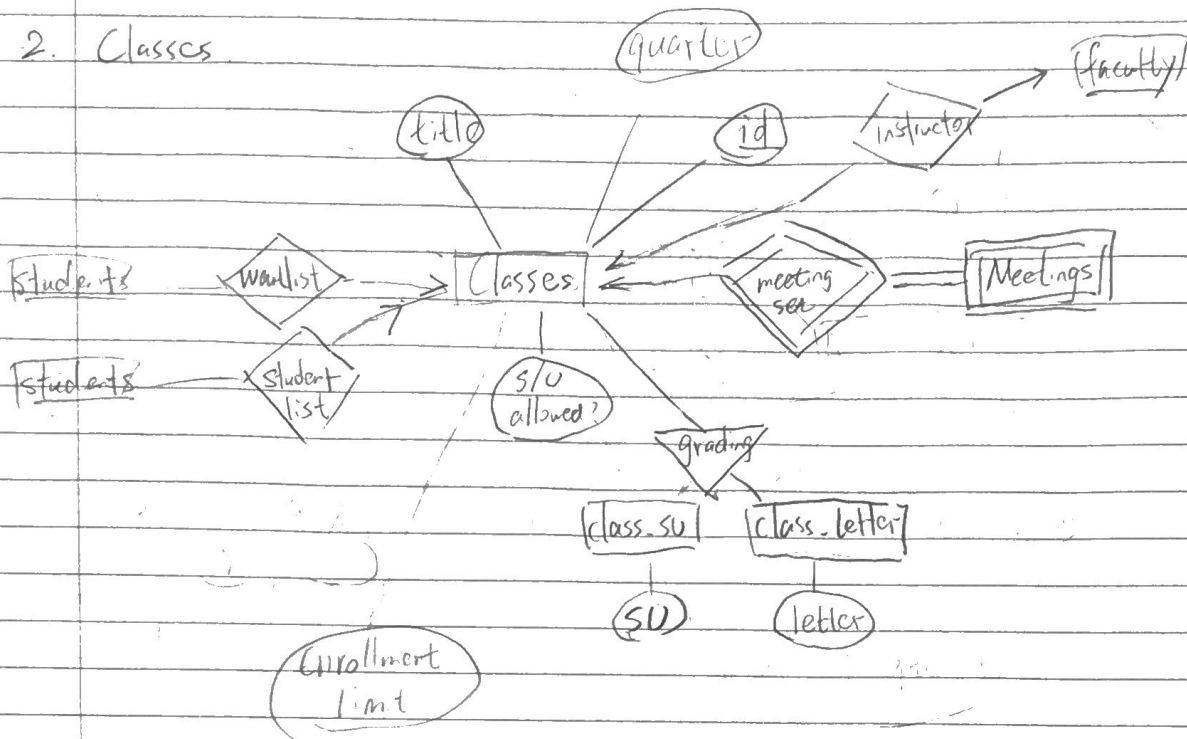 2. Classes
quarter
faculty
title
id
instructor
students
waitlist
Classes
meeting
Meetings
students
student
list
S/U
allowed?
grading
class_su
class_letter
SU
letter
Enrollment
limit